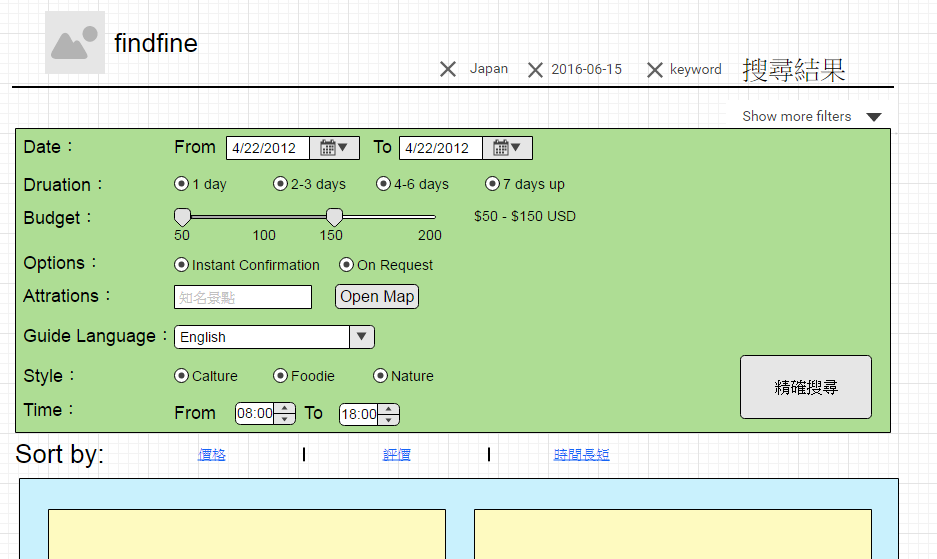 findfine
Japan 2016-06-15 keyword 搜尋結果
Show more filters
Date： From 4/22/2012 To 4/22/2012
Druation： 1 day 2-3 days 4-6 days 7 days up
Budget： $50 - $150 USD
50 100 150 200
Options： Instant Confirmation On Request
Attrations： 知名景點 Open Map
Guide Language： English
Style： Calture Foodie Nature
精確搜尋
Time： From 08:00 To 18:00
Sort by: 價格 | 評價 | 時間長短